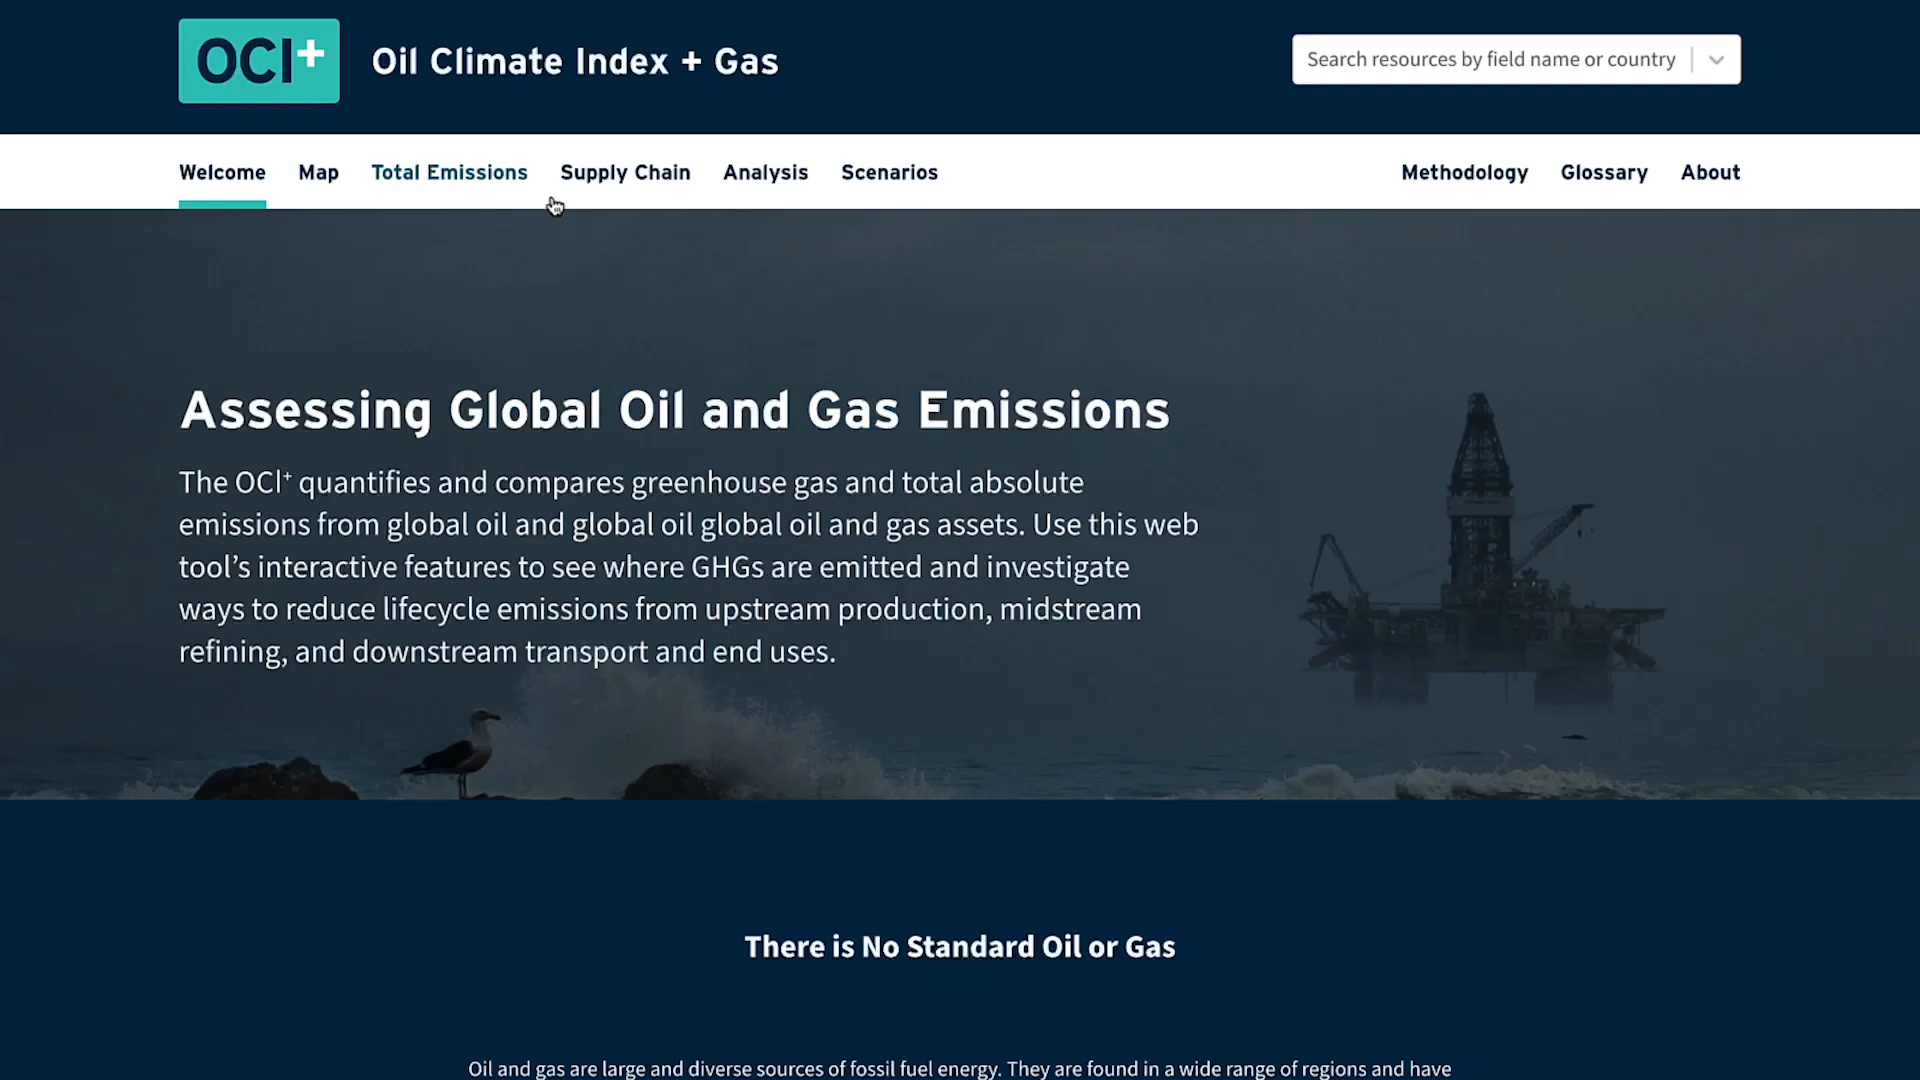 OCI+
Oil Climate Index + Gas
Search resources by field name or country
Welcome
Map
Total Emissions
Supply Chain
Analysis
Scenarios
Methodology
Glossary
About
Assessing Global Oil and Gas Emissions
The OCI+ quantifies and compares greenhouse gas and total absolute
emissions from global oil and global oil global oil and gas assets. Use this web
tool’s interactive features to see where GHGs are emitted and investigate
ways to reduce lifecycle emissions from upstream production, midstream
refining, and downstream transport and end uses.
There is No Standard Oil or Gas
Oil and gas are large and diverse sources of fossil fuel energy. They are found in a wide range of regions and have